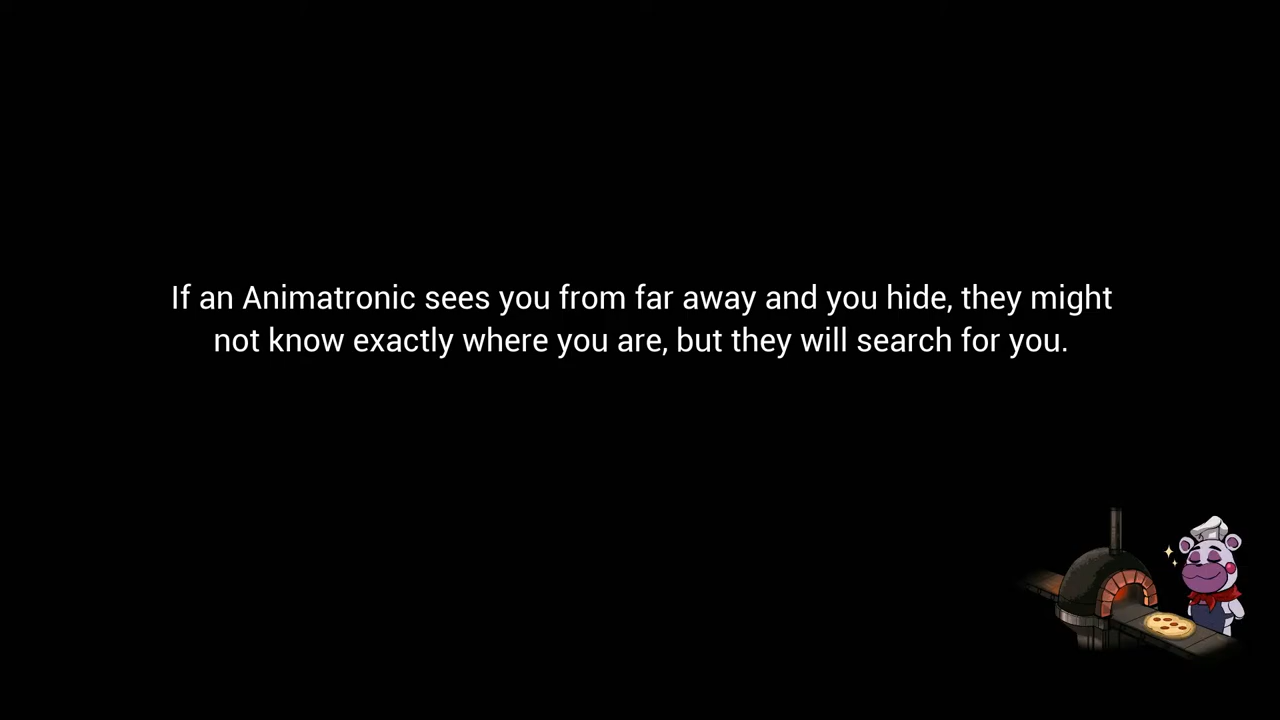 If an Animatronic sees you from far away and you hide, they might
not know exactly where you are, but they will search for you.